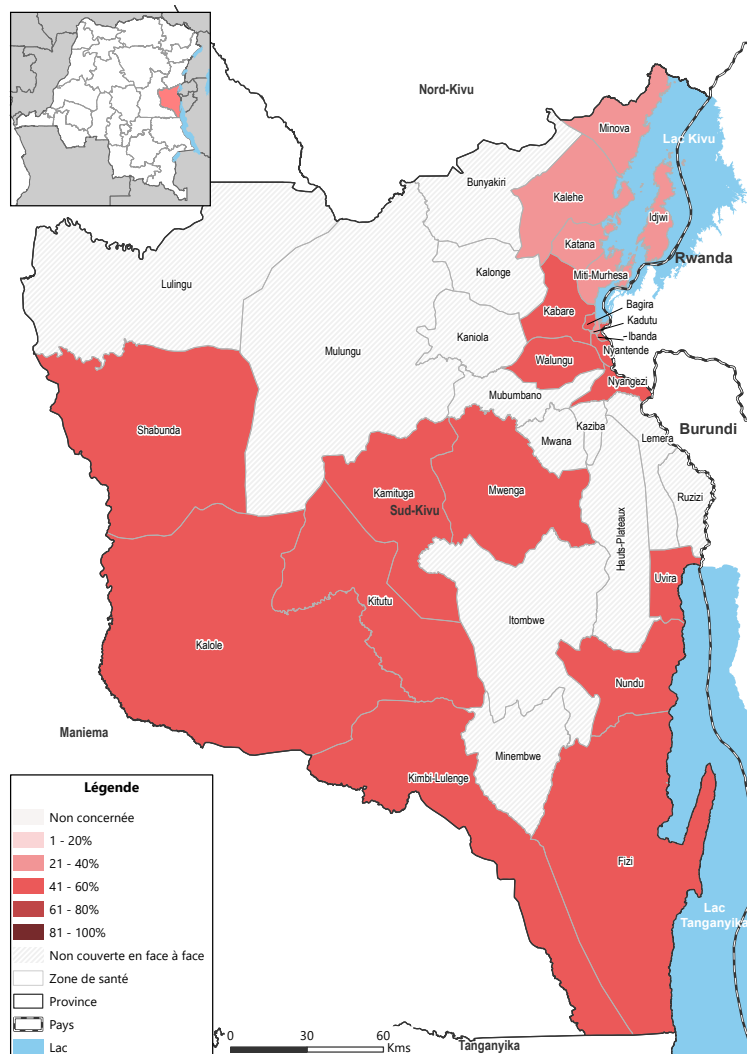 Nord-Kivu
Minova
Lac Kivu
Bunyakiri
Kalehe
Idjwi
Katana
Rwanda
Kalonge
Miti-Murhesa
Lulingu
Kabare
Bagira
Kadutu
Ibanda
Kaniola
Nyantende
Mulungu
Walungu
Nyangezi
Mubumbano
Shabunda
Kaziba
Burundi
Mwana
Lemera
Kamituga
Mwenga
Ruzizi
Sud-Kivu
Hauts-Plateaux
Uvira
Kitutu
Itombwe
Kalole
Nundu
Maniema
Minembwe
Kimbi-Lulenge
Fizi
Lac
Tanganyika
Légende
Non concernée
1 - 20%
21 - 40%
41 - 60%
61 - 80%
81 - 100%
Non couverte en face à face
Zone de santé
Province
Pays
Lac
0 30 60
Kms
Tanganyika